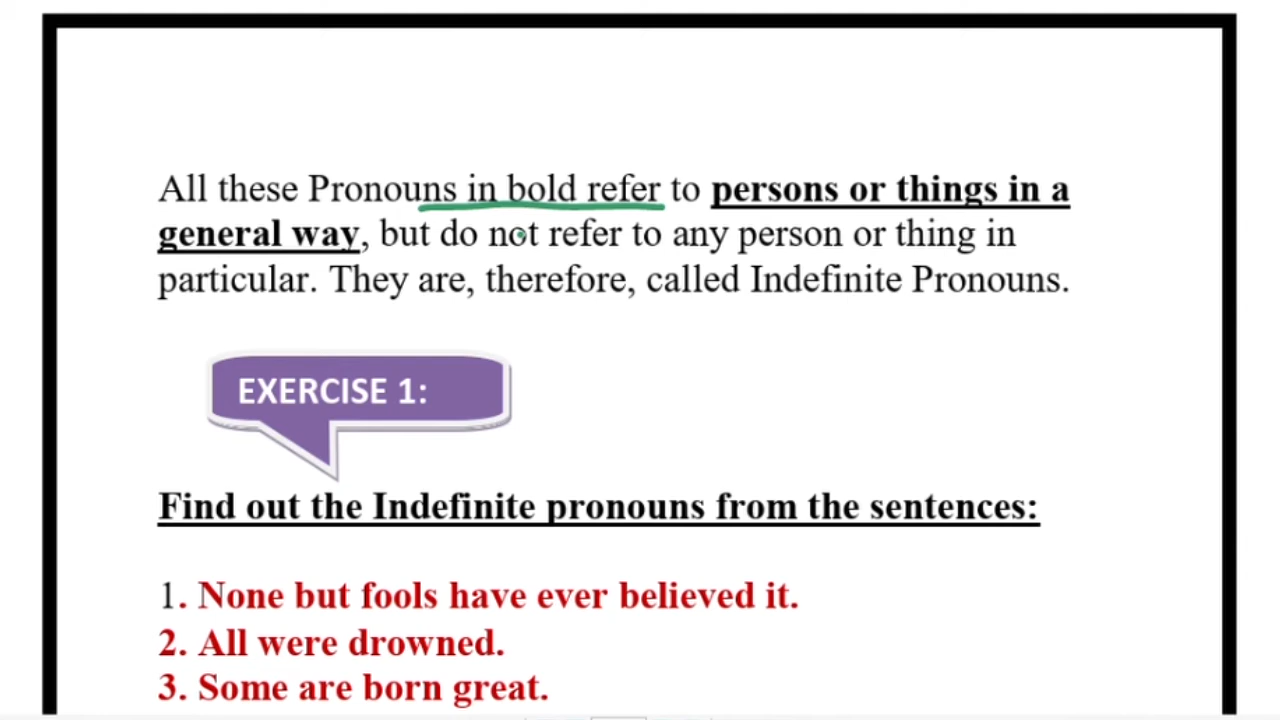 All these Pronouns in bold refer to persons or things in a
general way, but do not refer to any person or thing in
particular. They are, therefore, called Indefinite Pronouns.
EXERCISE 1:
Find out the Indefinite pronouns from the sentences:
1. None but fools have ever believed it.
2. All were drowned.
3. Some are born great.